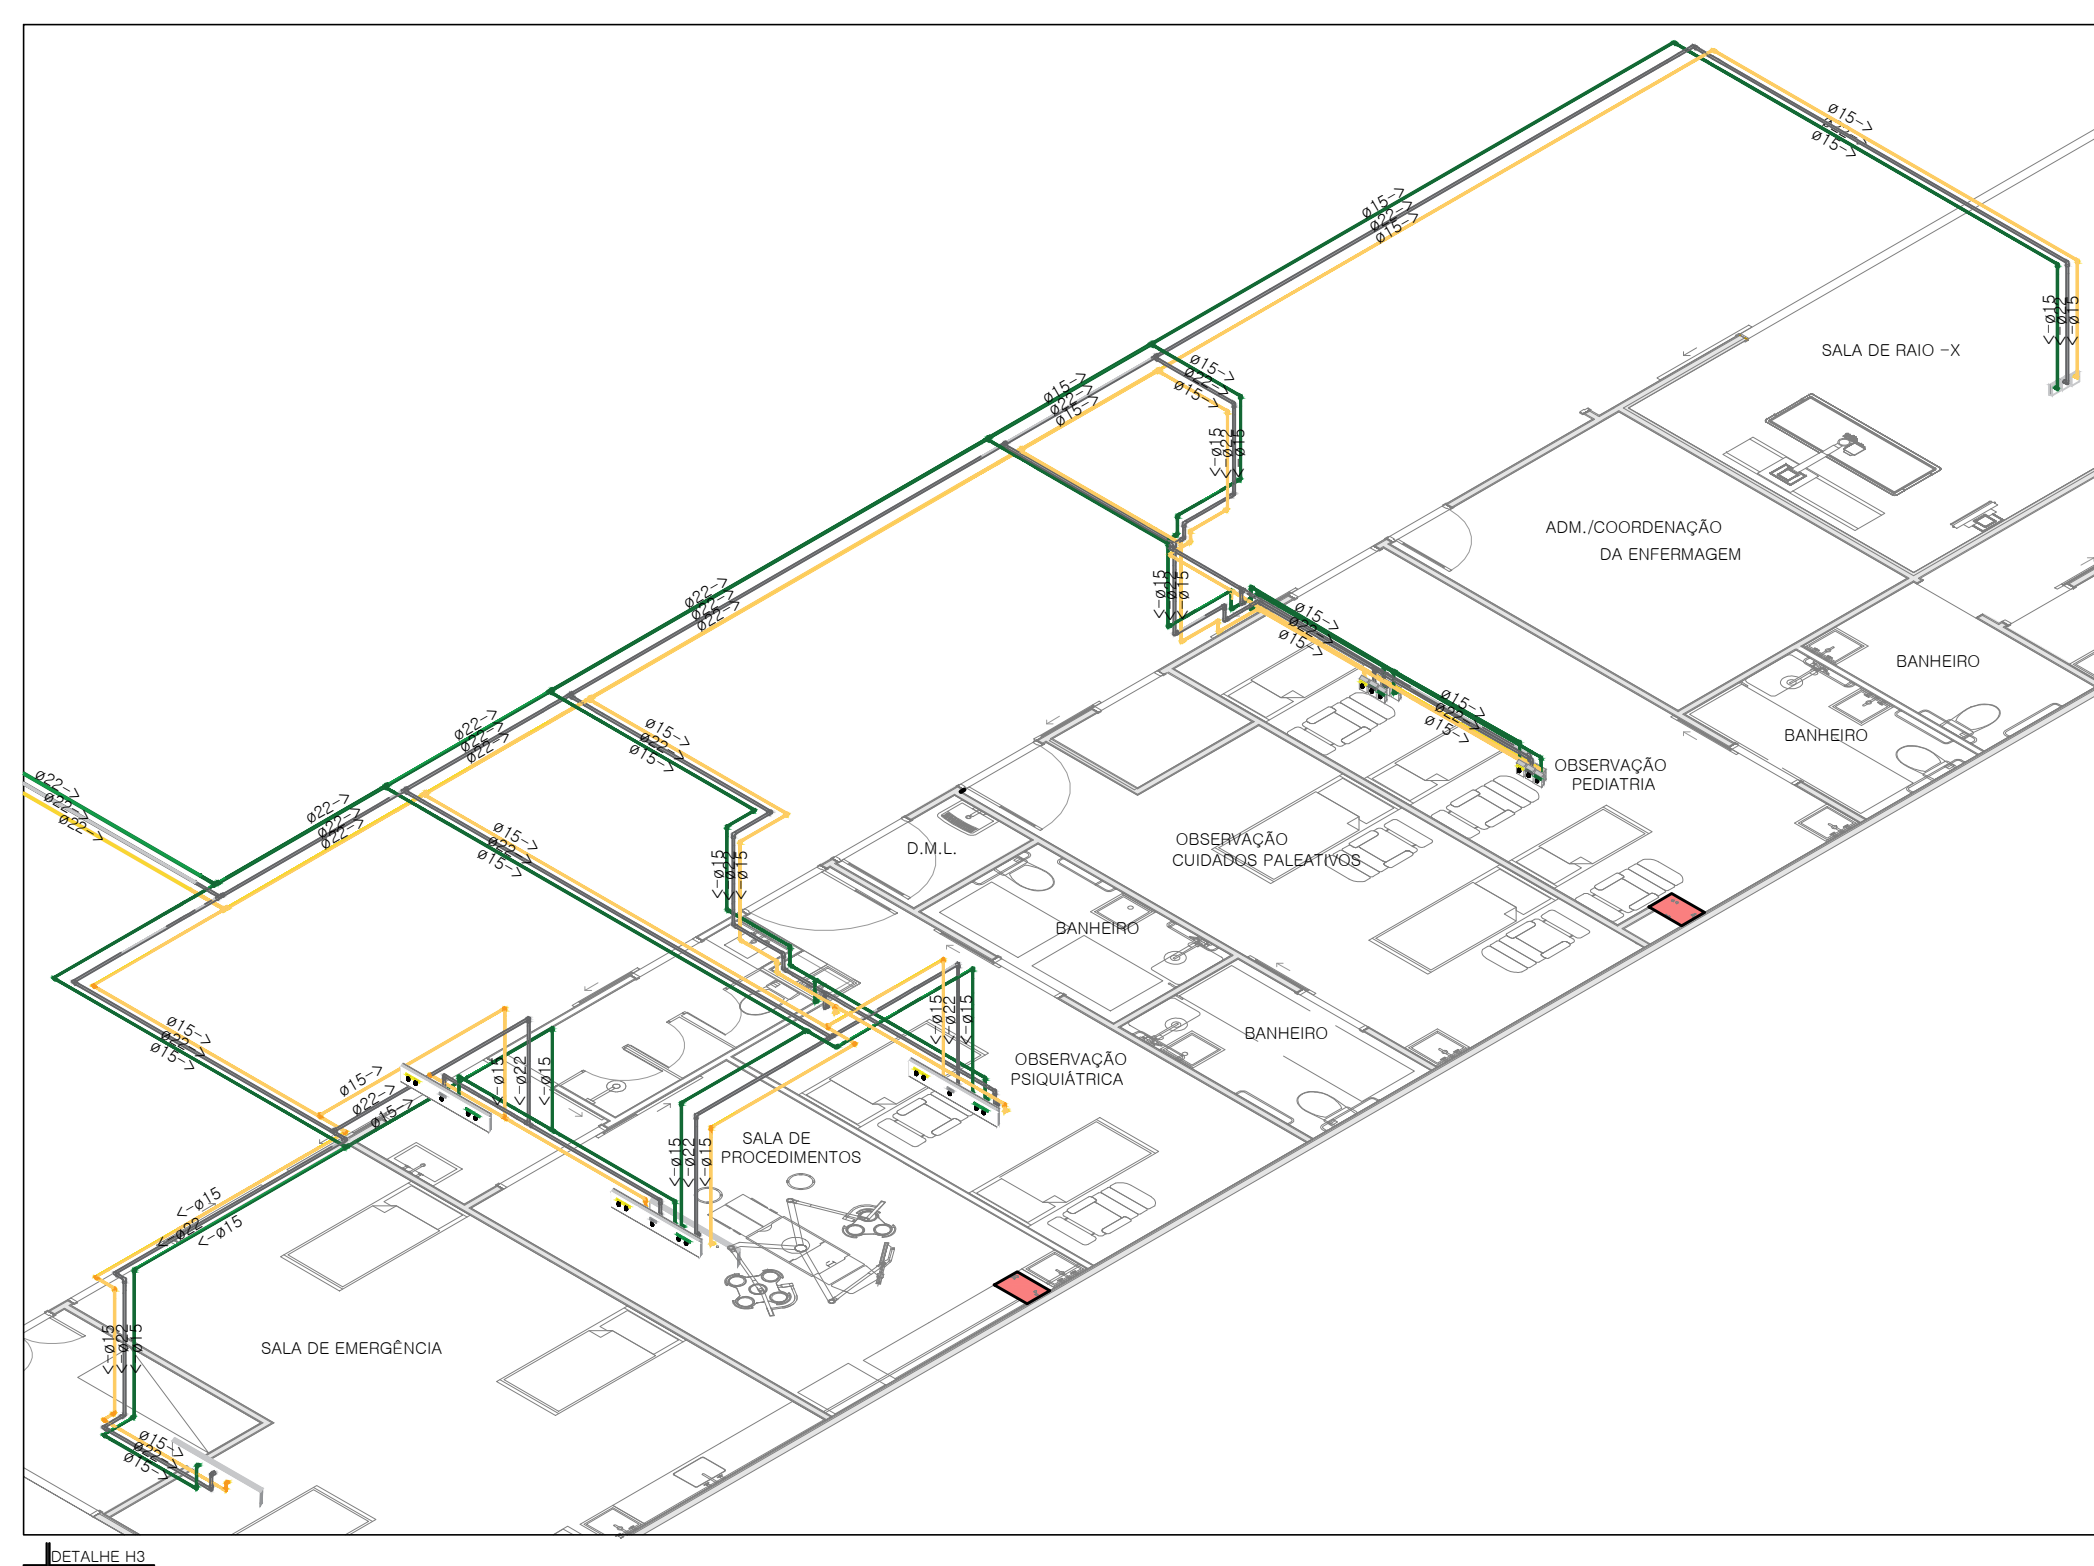 ø15->
ø22->
ø15->
<-ø15
<-ø22
<-ø15
SALA DE RAIO -X
ø15->
ø22->
ø15->
ø15->
ø22->
ø15->
ø15->
ø22->
ø15->
<-ø15
<-ø22
<-ø15
ADM./COORDENAÇÃO
DA ENFERMAGEM
<-ø15
<-ø22
<-ø15
ø22->
ø22->
ø22->
ø15->
ø22->
ø15->
BANHEIRO
BANHEIRO
ø15->
ø22->
ø15->
OBSERVAÇÃO
PEDIATRIA
ø22->
ø22->
ø22->
ø15->
ø22->
ø15->
ø22->
ø22->
ø22->
ø22->
ø22->
ø22->
ø15->
ø22->
ø15->
<-ø15
<-ø22
<-ø15
D.M.L.
OBSERVAÇÃO
CUIDADOS PALEATIVOS
BANHEIRO
BANHEIRO
<-ø15
<-ø22
<-ø15
OBSERVAÇÃO
PSIQUIÁTRICA
ø15->
ø22->
ø15->
ø15->
ø22->
ø15->
<-ø15
<-ø22
<-ø15
<-ø15
<-ø22
<-ø15
SALA DE
PROCEDIMENTOS
<-ø15
<-ø22
<-ø15
<-ø15
<-ø22
<-ø15
SALA DE EMERGÊNCIA
ø15->
ø22->
ø15->
DETALHE H3